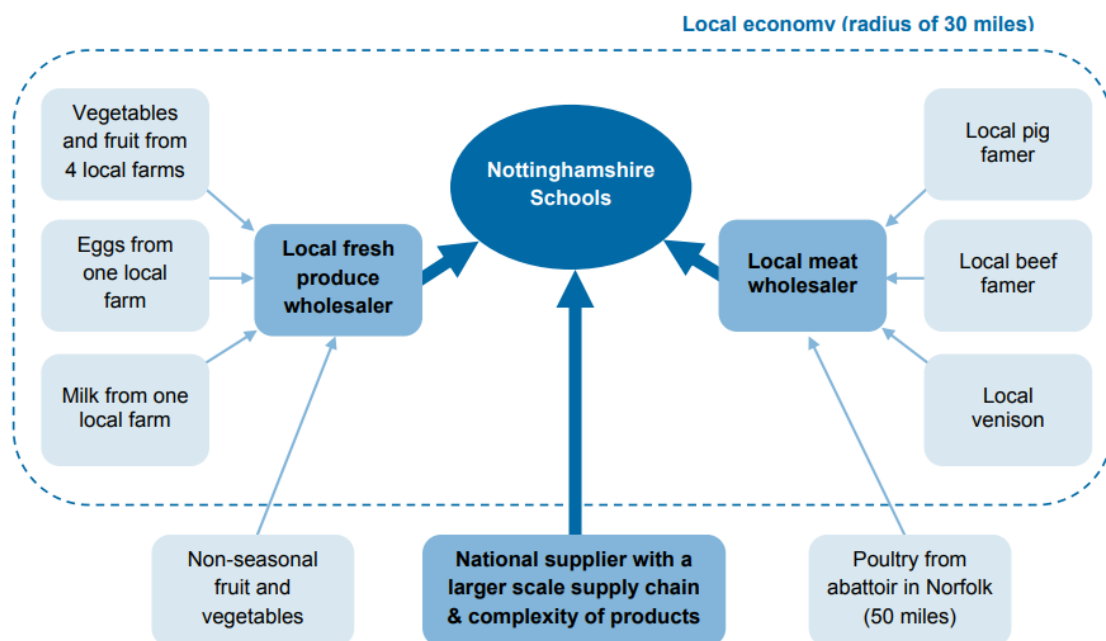 Local economy (radius of 30 miles)
Vegetables
and fruit from
4 local farms
Eggs from
one local
farm
Milk from one
local farm
Local fresh
produce
wholesaler
Nottinghamshire
Schools
Local meat
wholesaler
Local pig
famer
Local beef
famer
Local
venison
Non-seasonal
fruit and
vegetables
National supplier with a
larger scale supply chain
& complexity of products
Poultry from
abattoir in Norfolk
(50 miles)